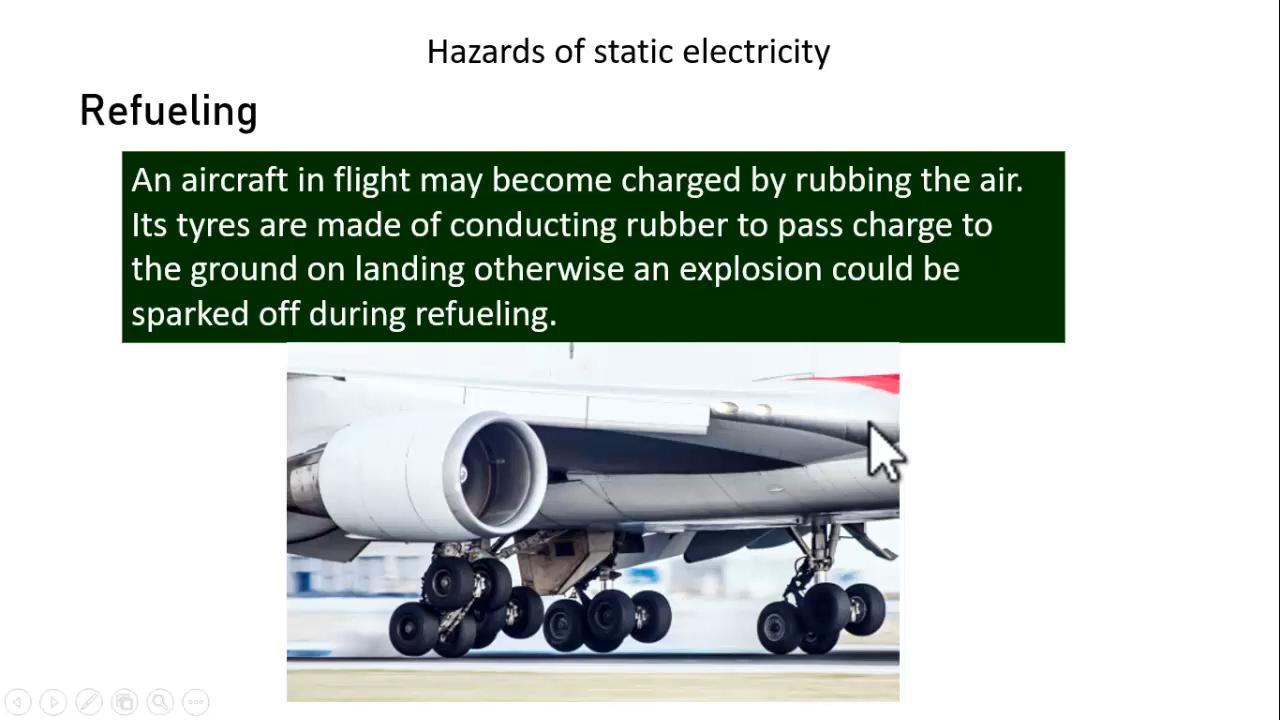 Hazards of static electricity
Refueling
An aircraft in flight may become charged by rubbing the air.
Its tyres are made of conducting rubber to pass charge to
the ground on landing otherwise an explosion could be
sparked off during refueling.